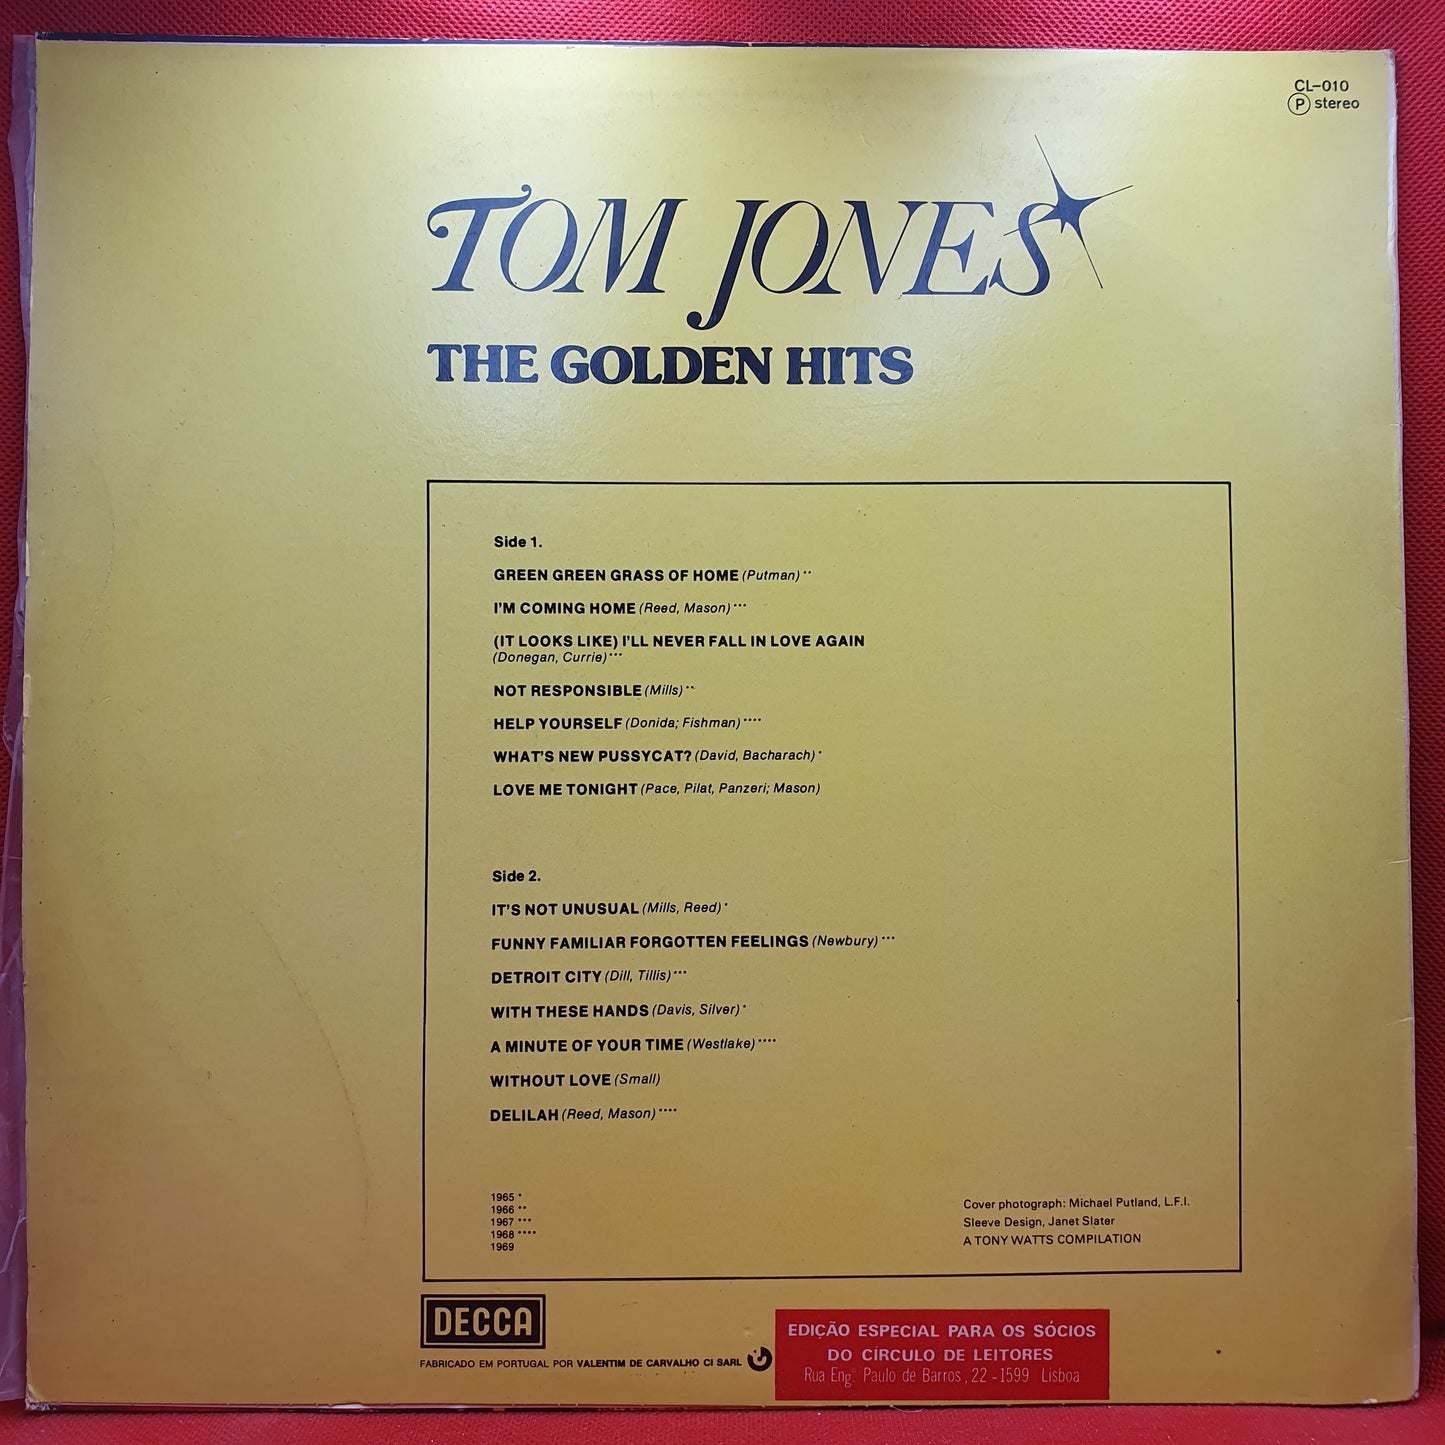 CL-010
Ⓟ stereo
TOM JONES
THE GOLDEN HITS
Side 1.
GREEN GREEN GRASS OF HOME (Putman) **
I'M COMING HOME (Reed, Mason) ***
(IT LOOKS LIKE) I'LL NEVER FALL IN LOVE AGAIN
(Donegan, Currie) ***
NOT RESPONSIBLE (Mills) **
HELP YOURSELF (Donida; Fishman) ****
WHAT'S NEW PUSSYCAT? (David, Bacharach) *
LOVE ME TONIGHT (Pace, Pilat, Panzeri; Mason)
Side 2.
IT'S NOT UNUSUAL (Mills, Reed) *
FUNNY FAMILIAR FORGOTTEN FEELINGS (Newbury) ***
DETROIT CITY (Dill, Tillis) ***
WITH THESE HANDS (Davis, Silver) *
A MINUTE OF YOUR TIME (Westlake) ****
WITHOUT LOVE (Small)
DELILAH (Reed, Mason) ****
1965 *
1966 **
1967 ***
1968 ****
1969
Cover photograph: Michael Putland, L.F.I.
Sleeve Design, Janet Slater
A TONY WATTS COMPILATION
DECCA
FABRICADO EM PORTUGAL POR VALENTIM DE CARVALHO CI SARL
EDIÇÃO ESPECIAL PARA OS SÓCIOS
DO CÍRCULO DE LEITORES
Rua Eng. Paulo de Barros, 22 - 1599 Lisboa